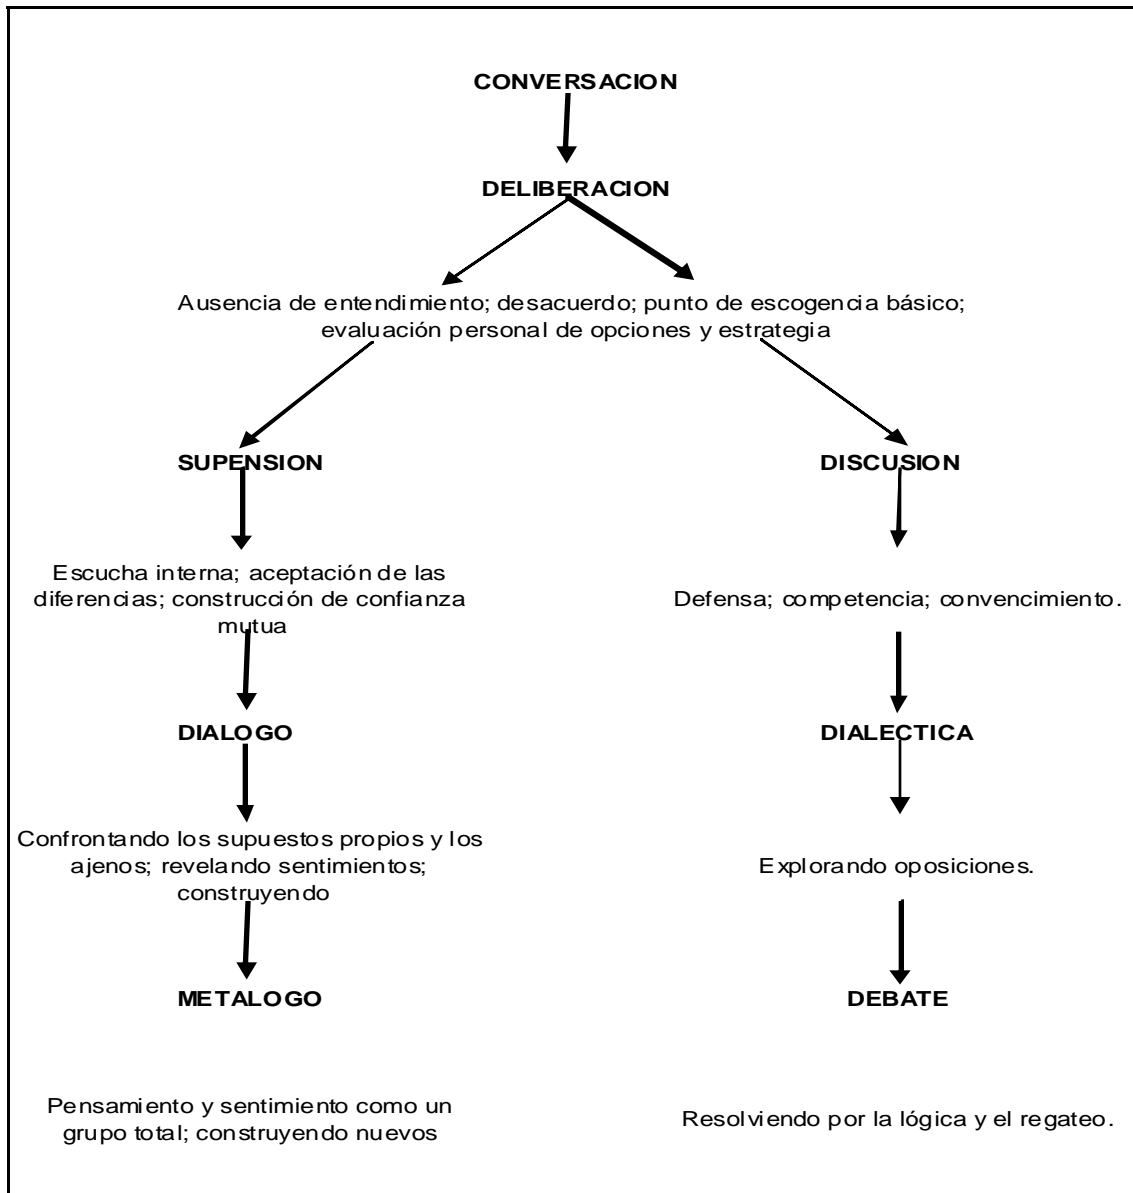 CONVERSACION
DELIBERACION
Ausencia de entendimiento; desacuerdo; punto de escogencia básico;
evaluación personal de opciones y estrategia
SUPENSION
DISCUSION
Escucha interna; aceptación de las
diferencias; construcción de confianza
mutua
Defensa; competencia; convencimiento.
DIALOGO
DIALECTICA
Confrontando los supuestos propios y los
ajenos; revelando sentimientos;
construyendo
Explorando oposiciones.
METALOGO
DEBATE
Pensamiento y sentimiento como un
grupo total; construyendo nuevos
Resolviendo por la lógica y el regateo.